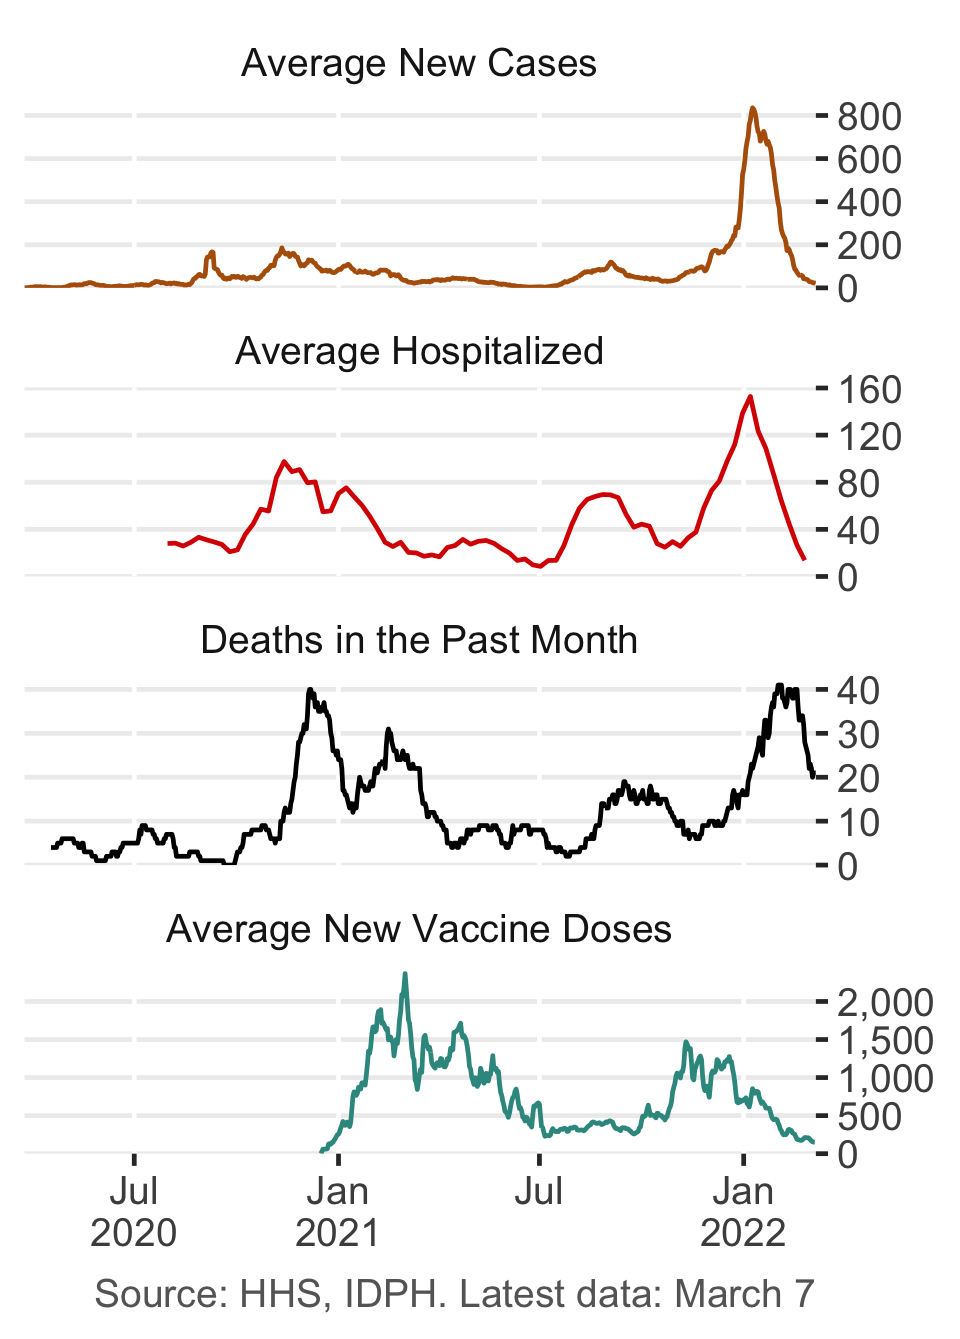 Average New Cases
800
600
400
200
0
Average Hospitalized
160
120
80
40
0
Deaths in the Past Month
40
30
20
10
0
Average New Vaccine Doses
2,000
1,500
1,000
500
0
Jul Jan Jul Jan
2020 2021 2022
Source: HHS, IDPH. Latest data: March 7